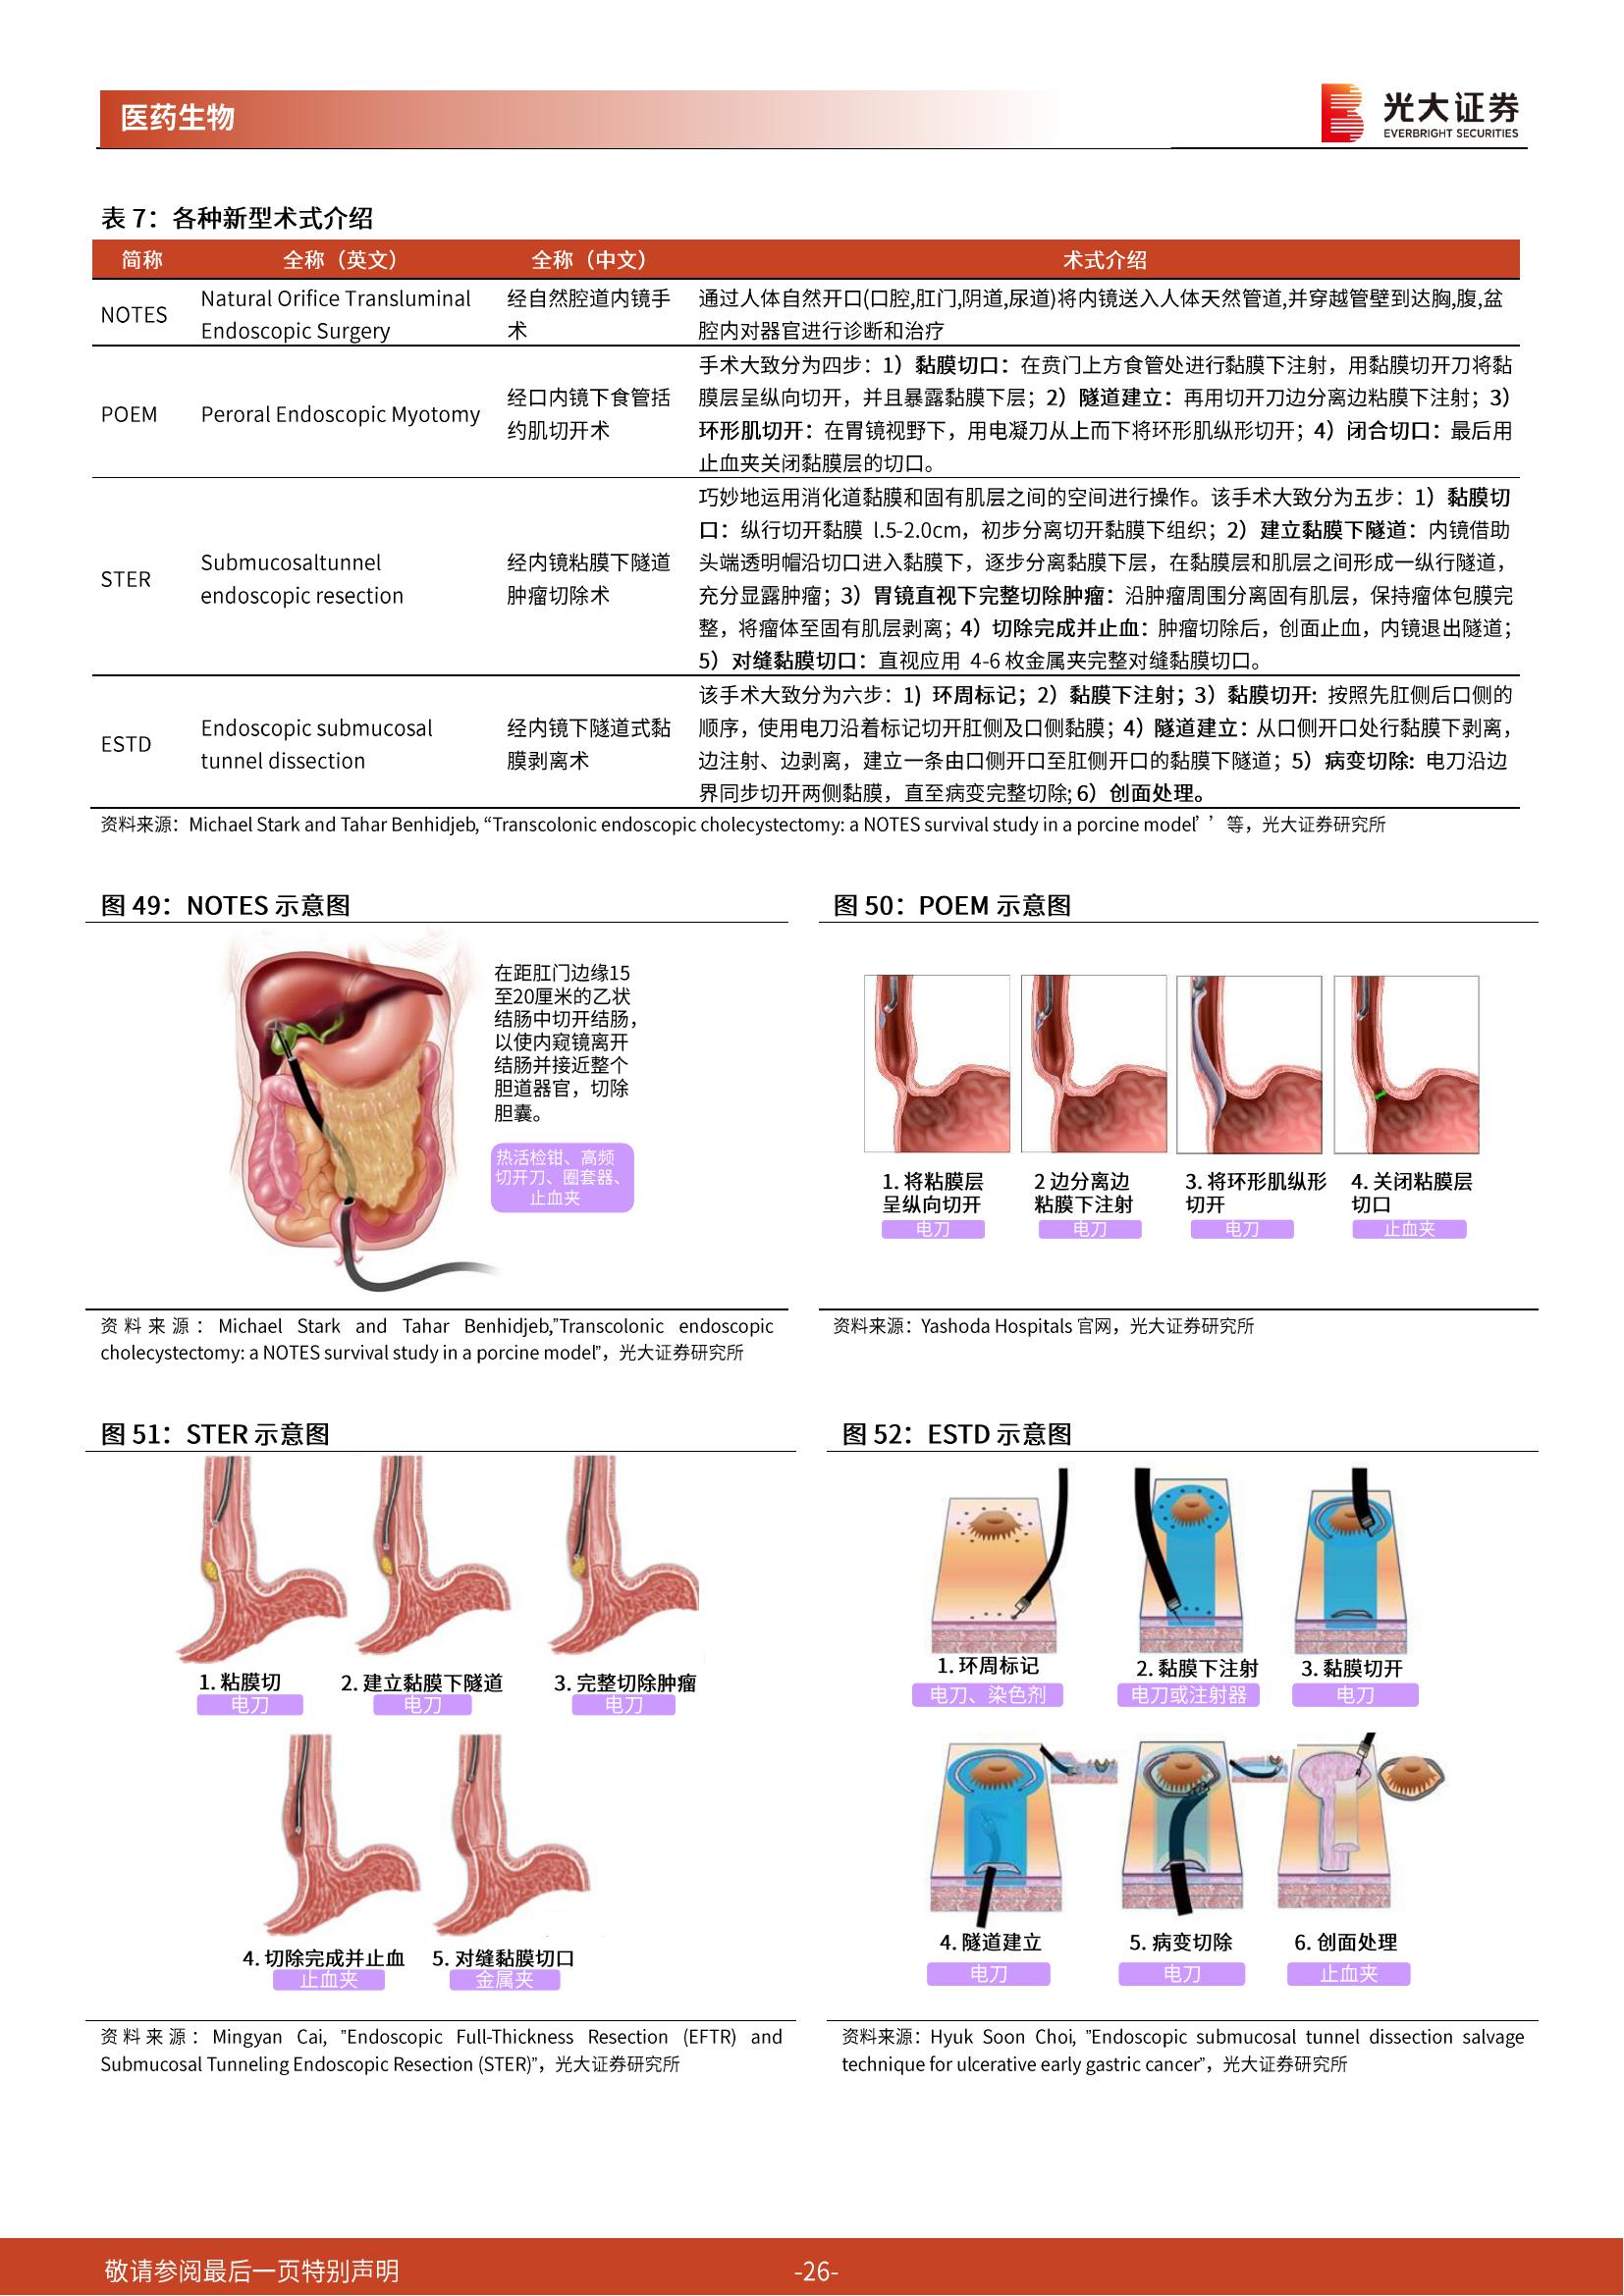 医药生物
光大证券
EVERBRIGHT SECURITIES
表 7：各种新型术式介绍
简称 全称（英文） 全称（中文） 术式介绍
NOTES
Natural Orifice Transluminal
Endoscopic Surgery
经自然腔道内镜手
术
通过人体自然开口(口腔,肛门,阴道,尿道)将内镜送入人体天然管道,并穿越管壁到达胸,腹,盆
腔内对器官进行诊断和治疗
POEM
Peroral Endoscopic Myotomy
经口内镜下食管括
约肌切开术
手术大致分为四步：1）黏膜切口：在贲门上方食管处进行黏膜下注射，用黏膜切开刀将黏
膜层呈纵向切开，并且暴露黏膜下层；2）隧道建立：再用切开刀边分离边粘膜下注射；3）
环形肌切开：在胃镜视野下，用电凝刀从上而下将环形肌纵形切开；4）闭合切口：最后用
止血夹关闭黏膜层的切口。
STER
Submucosaltunnel
endoscopic resection
经内镜粘膜下隧道
肿瘤切除术
巧妙地运用消化道黏膜和固有肌层之间的空间进行操作。该手术大致分为五步：1）黏膜切
口：纵行切开黏膜 l.5-2.0cm，初步分离切开黏膜下组织；2）建立黏膜下隧道：内镜借助
头端透明帽沿切口进入黏膜下，逐步分离黏膜下层，在黏膜层和肌层之间形成一纵行隧道，
充分显露肿瘤；3）胃镜直视下完整切除肿瘤：沿肿瘤周围分离固有肌层，保持瘤体包膜完
整，将瘤体至固有肌层剥离；4）切除完成并止血：肿瘤切除后，创面止血，内镜退出隧道；
5）对缝黏膜切口：直视应用 4-6 枚金属夹完整对缝黏膜切口。
ESTD
Endoscopic submucosal
tunnel dissection
经内镜下隧道式黏
膜剥离术
该手术大致分为六步：1) 环周标记；2）黏膜下注射；3）黏膜切开: 按照先肛侧后口侧的
顺序，使用电刀沿着标记切开肛侧及口侧黏膜；4）隧道建立：从口侧开口处行黏膜下剥离，
边注射、边剥离，建立一条由口侧开口至肛侧开口的黏膜下隧道；5）病变切除: 电刀沿边
界同步切开两侧黏膜，直至病变完整切除; 6）创面处理。
资料来源：Michael Stark and Tahar Benhidjeb, “Transcolonic endoscopic cholecystectomy: a NOTES survival study in a porcine model’’等，光大证券研究所
图 49：NOTES 示意图
在距肛门边缘15
至20厘米的乙状
结肠中切开结肠，
以使内窥镜离开
结肠并接近整个
胆道器官，切除
胆囊。
热活检钳、高频
切开刀、圈套器、
止血夹
资料来源：Michael Stark and Tahar Benhidjeb,”Transcolonic endoscopic
cholecystectomy: a NOTES survival study in a porcine model”，光大证券研究所
图 50：POEM 示意图
1. 将粘膜层
呈纵向切开
电刀
2 边分离边
粘膜下注射
电刀
3. 将环形肌纵形
切开
电刀
4. 关闭粘膜层
切口
止血夹
资料来源：Yashoda Hospitals 官网，光大证券研究所
图 51：STER 示意图
1. 粘膜切
电刀
2. 建立黏膜下隧道
电刀
3. 完整切除肿瘤
电刀
4. 切除完成并止血
止血夹
5. 对缝黏膜切口
金属夹
资料来源：Mingyan Cai, ”Endoscopic Full-Thickness Resection (EFTR) and
Submucosal Tunneling Endoscopic Resection (STER)”，光大证券研究所
图 52：ESTD 示意图
1. 环周标记
电刀、染色剂
2. 黏膜下注射
电刀或注射器
3. 黏膜切开
电刀
4. 隧道建立
电刀
5. 病变切除
电刀
6. 创面处理
止血夹
资料来源：Hyuk Soon Choi, ”Endoscopic submucosal tunnel dissection salvage
technique for ulcerative early gastric cancer”，光大证券研究所
敬请参阅最后一页特别声明
-26-